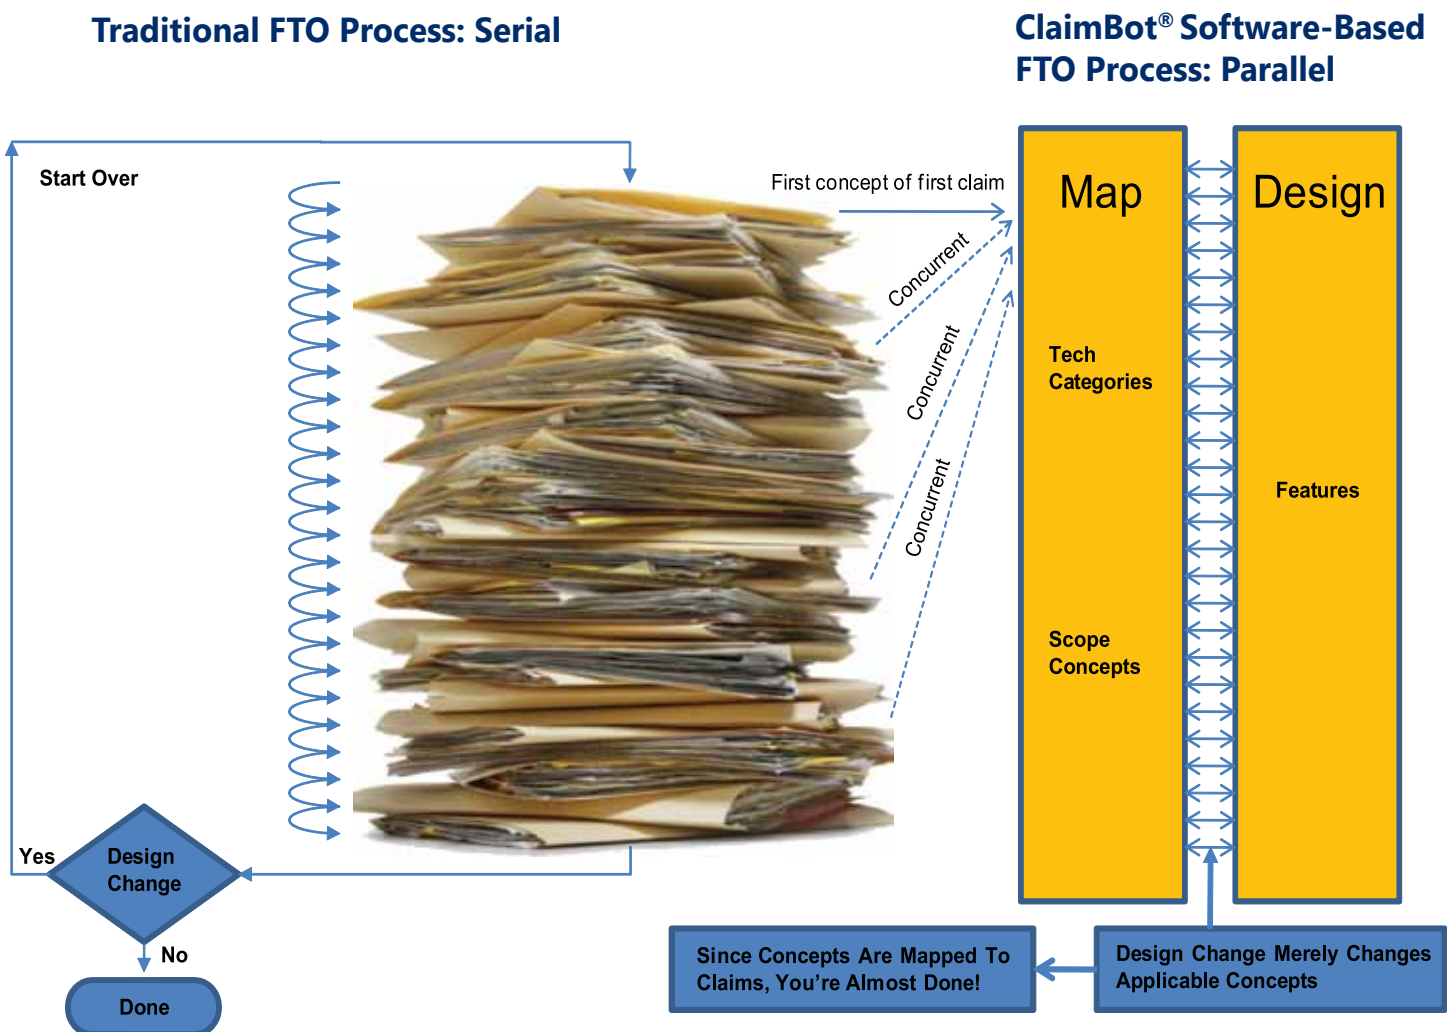 Traditional FTO Process: Serial
ClaimBot® Software-Based
FTO Process: Parallel
Start Over
First concept of first claim
Concurrent
Concurrent
Concurrent
Map
Design
Tech
Categories
Features
Scope
Concepts
Yes
Design
Change
No
Done
Since Concepts Are Mapped To
Claims, You're Almost Done!
Design Change Merely Changes
Applicable Concepts